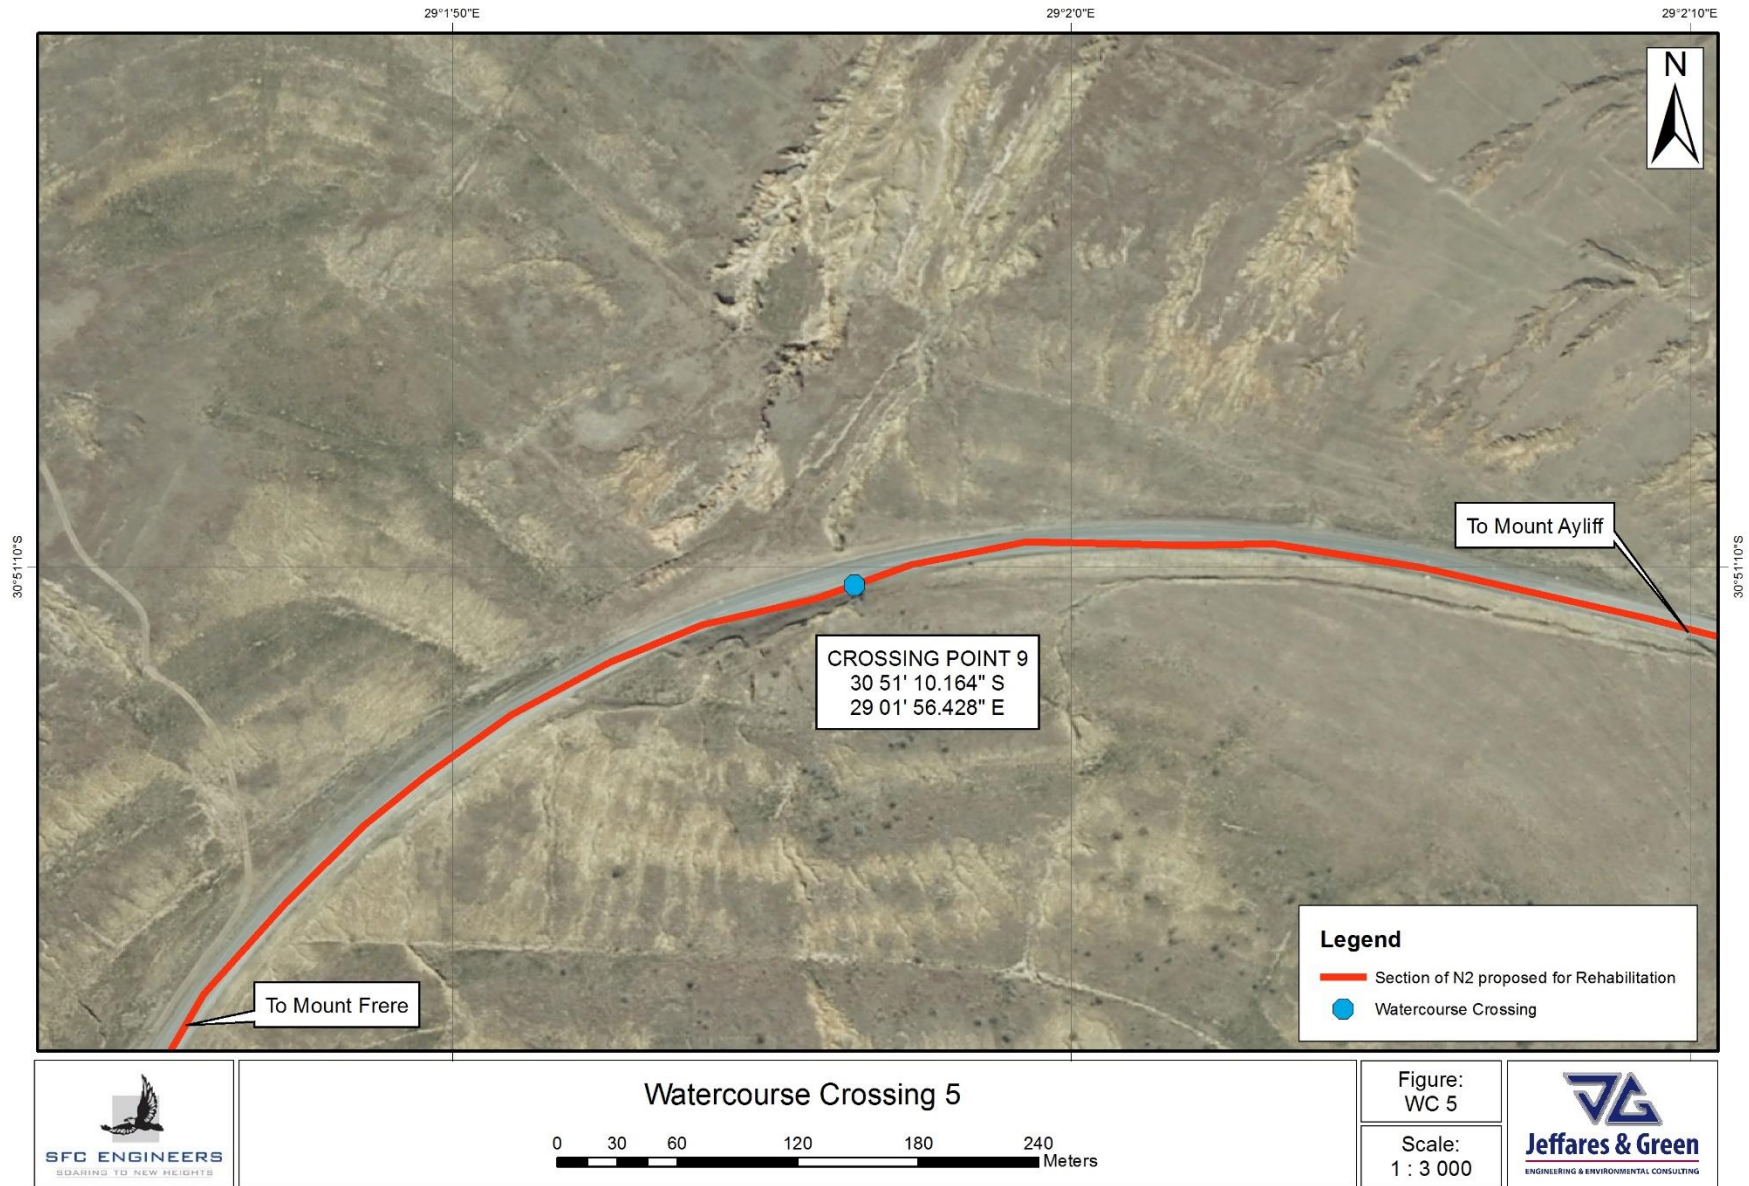 29°1'50"E
29°2'0"E
29°2'10"E
N
30°51'10"S
30°51'10"S
To Mount Ayliff
CROSSING POINT 9
30 51' 10.164" S
29 01' 56.428" E
To Mount Frere
Legend
Section of N2 proposed for Rehabilitation
Watercourse Crossing
SFC ENGINEERS
SOARING TO NEW HEIGHTS
Watercourse Crossing 5
0 30 60 120 180 240
Meters
Figure:
WC 5
Scale:
1 : 3 000
JG
Jeffares & Green
ENGINEERING & ENVIRONMENTAL CONSULTING